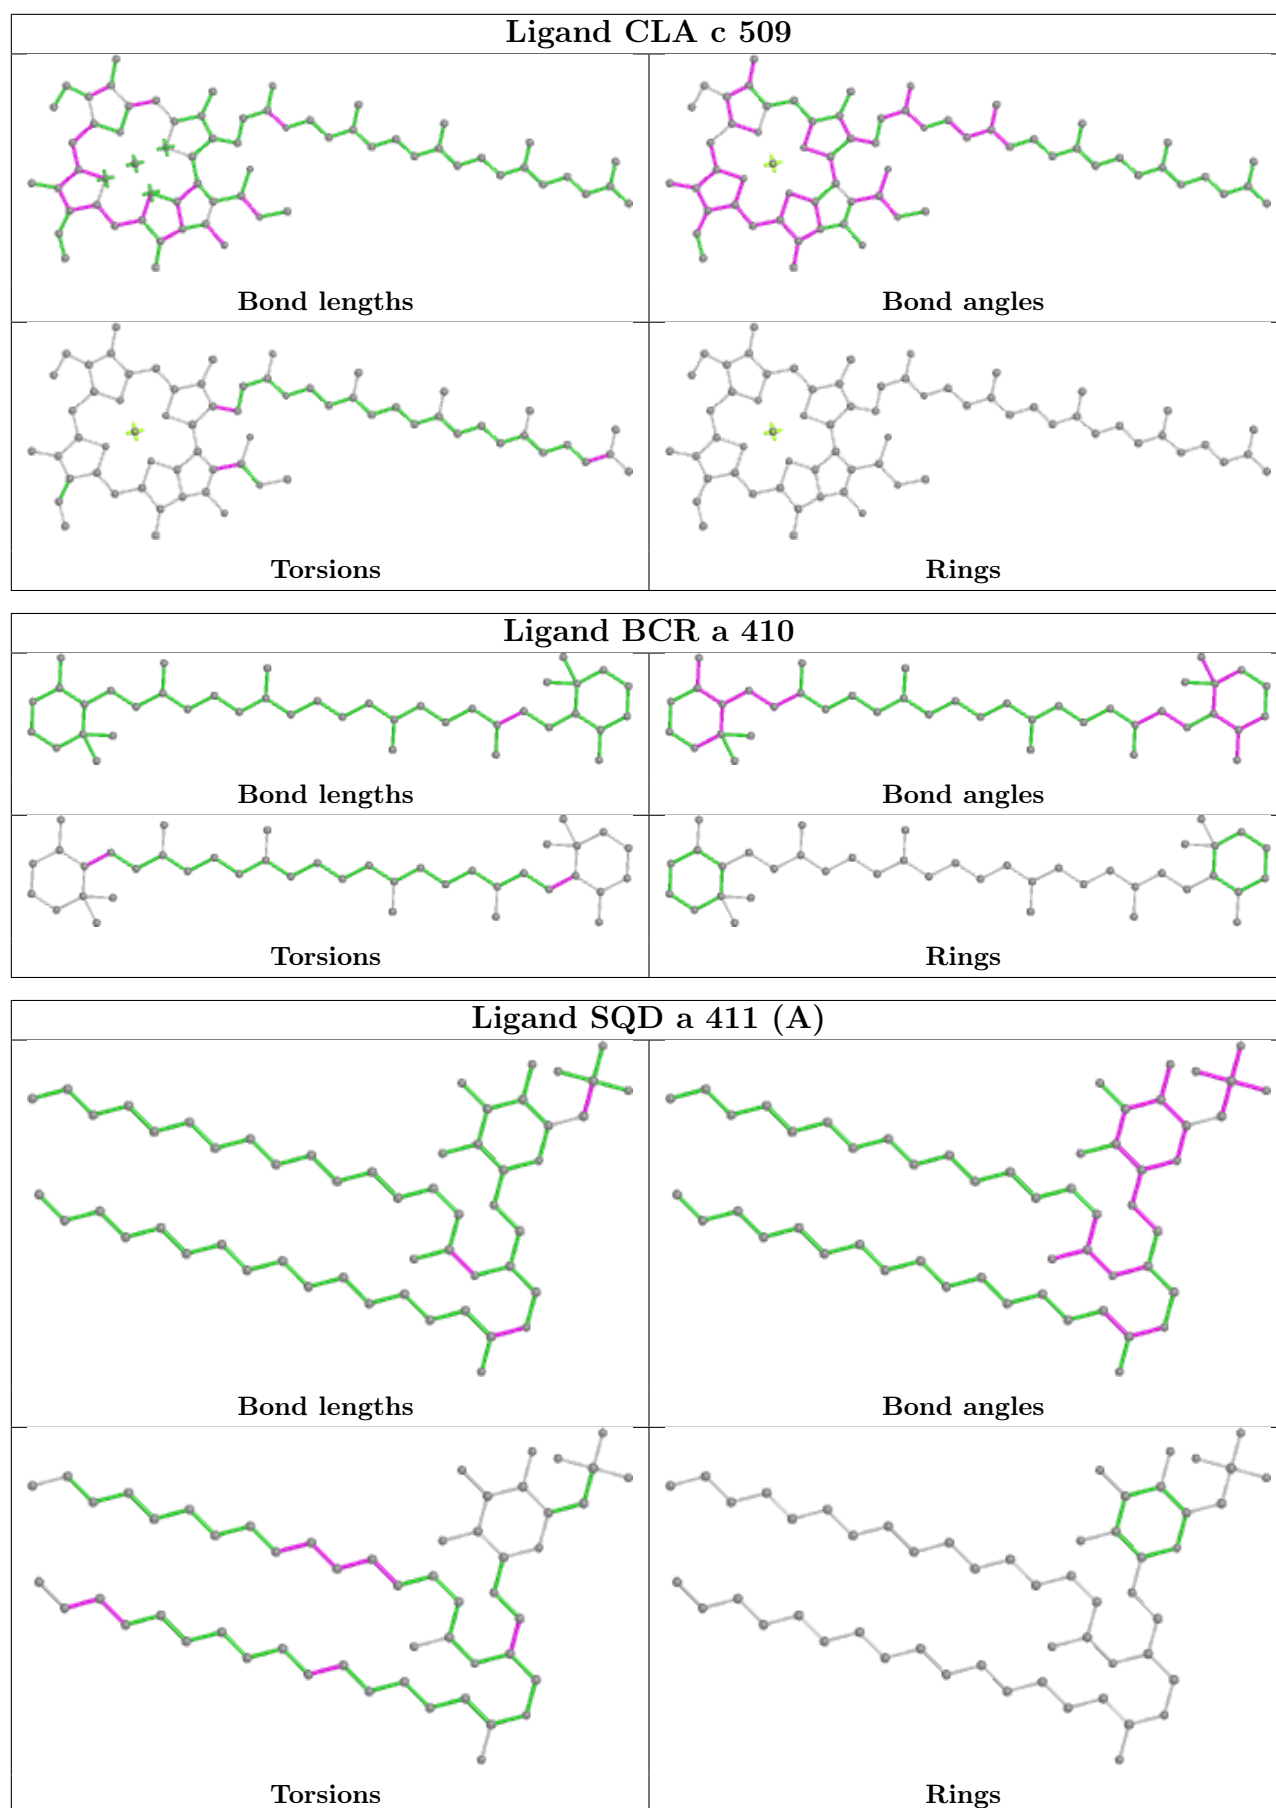 Ligand CLA c 509
Bond lengths
Bond angles
Torsions
Rings
Ligand BCR a 410
Bond lengths
Bond angles
Torsions
Rings
Ligand SQD a 411 (A)
Bond lengths
Bond angles
Torsions
Rings